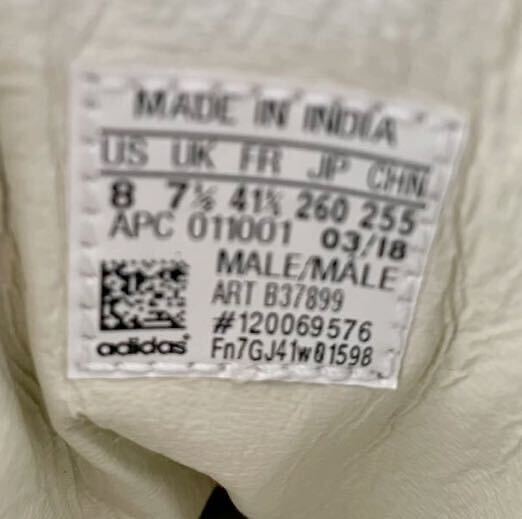 MADE IN INDIA
US UK FR JP CHN
8 7½ 41⅓ 260 255
APC 011001 03/18
MALE/MÂLE
ART B37899
#120069576
adidas Fn7GJ41w01598